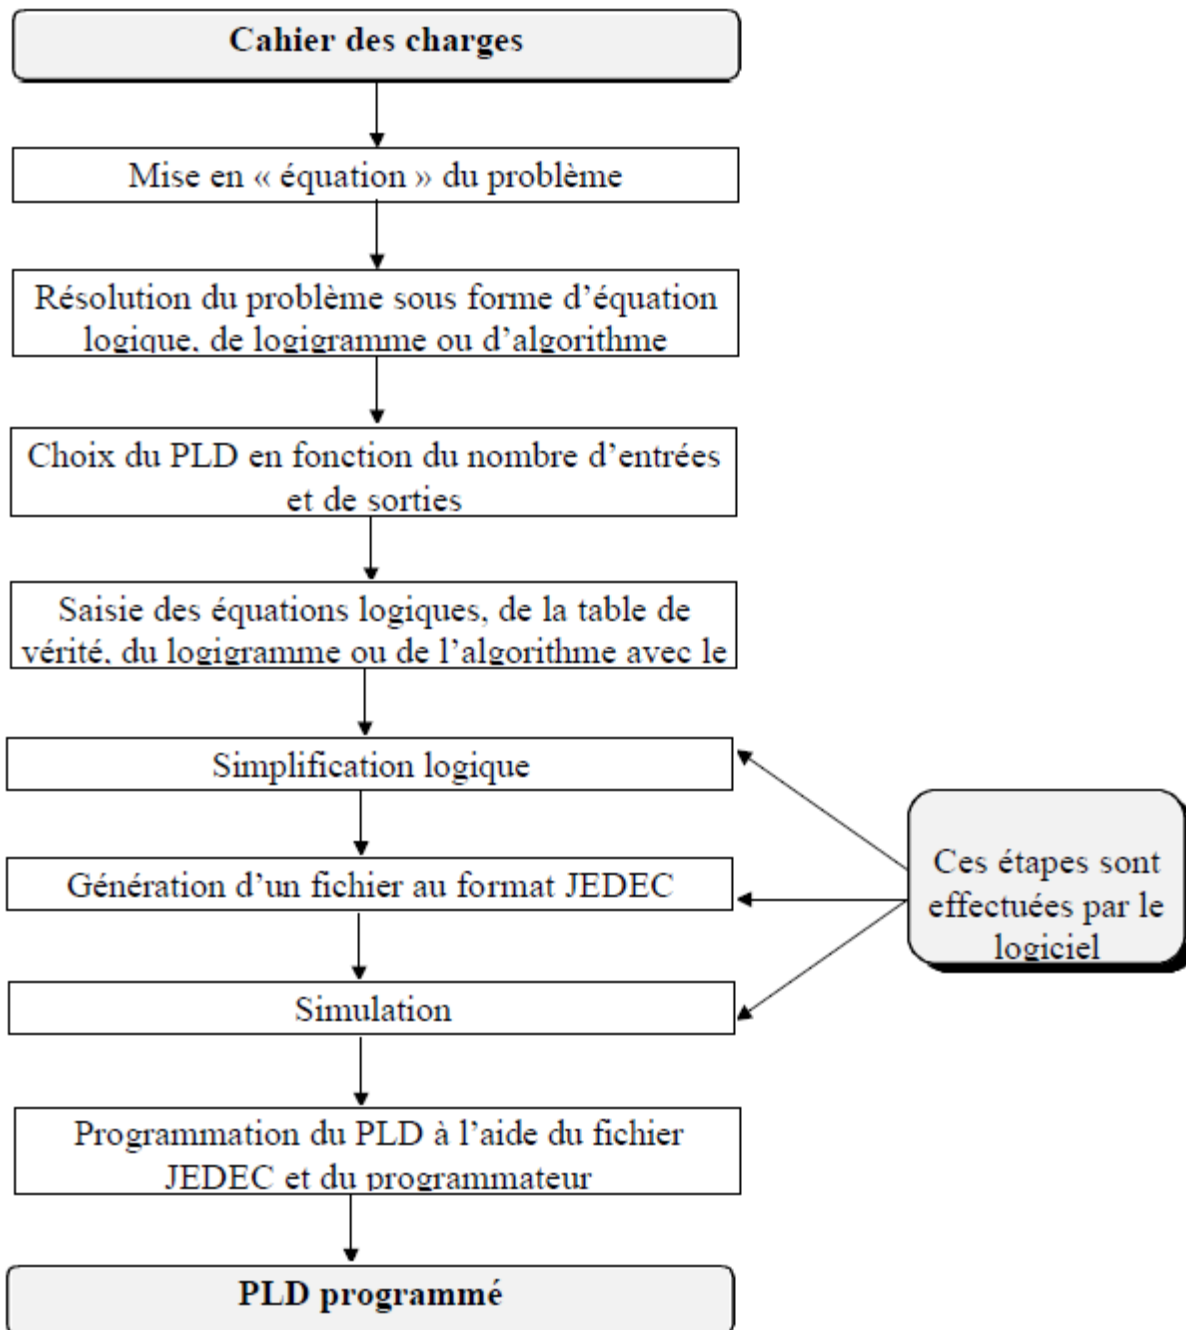 Cahier des charges
Mise en « équation » du problème
Résolution du problème sous forme d’équation
logique, de logigramme ou d’algorithme
Choix du PLD en fonction du nombre d’entrées
et de sorties
Saisie des équations logiques, de la table de
vérité, du logigramme ou de l’algorithme avec le
Simplification logique
Génération d’un fichier au format JEDEC
Ces étapes sont
effectuées par le
logiciel
Simulation
Programmation du PLD à l’aide du fichier
JEDEC et du programmateur
PLD programmé